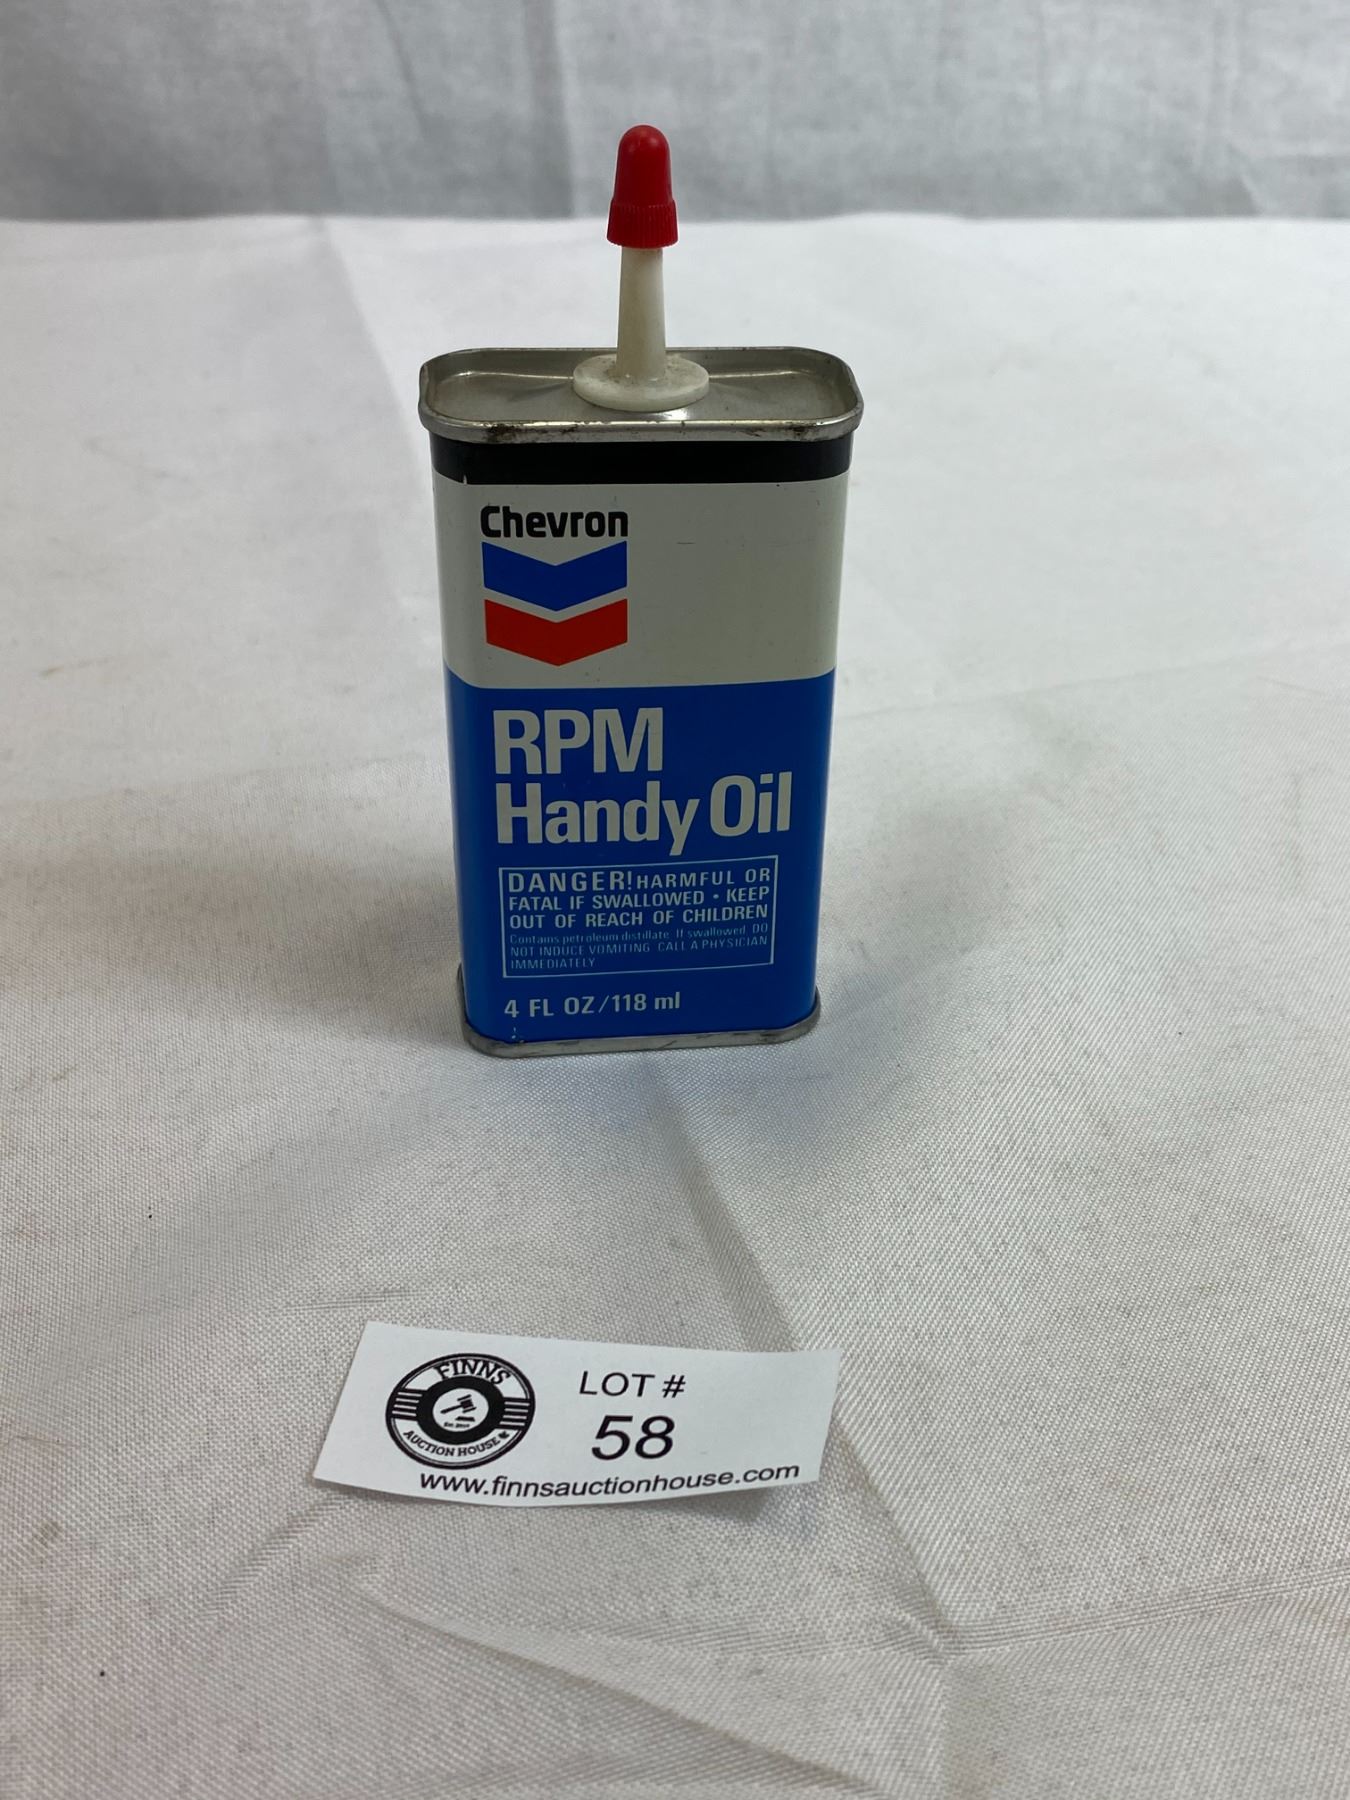 Chevron
RPM
Handy Oil
DANGER! HARMFUL OR
FATAL IF SWALLOWED • KEEP
OUT OF REACH OF CHILDREN
Contains petroleum distillate. If swallowed, DO
NOT INDUCE VOMITING. CALL A PHYSICIAN
IMMEDIATELY
4 FL OZ/118 ml
FINNS
AUCTION HOUSE
LOT #
58
www.finnsauctionhouse.com